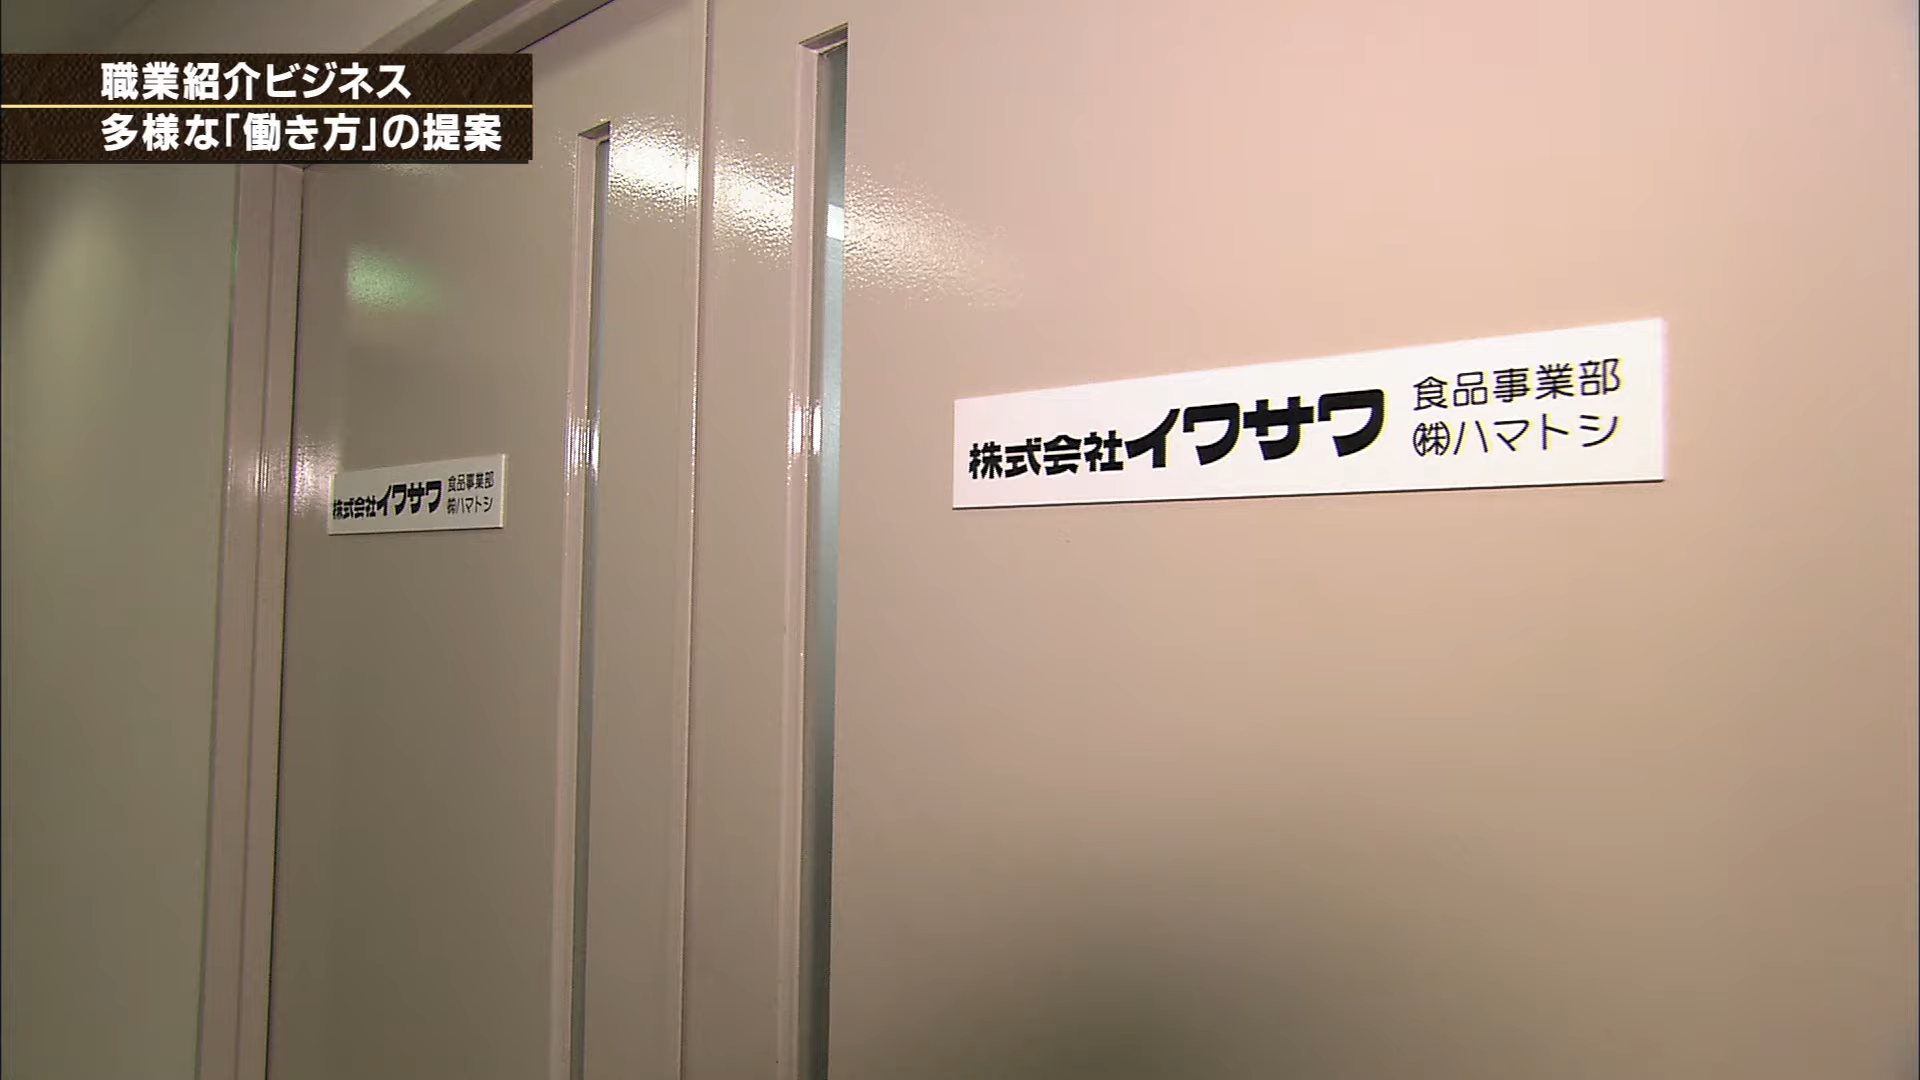 職業紹介ビジネス
多様な「働き方」の提案
株式会社イワサワ 食品事業部
㈱ハマトシ
株式会社イワサワ 食品事業部
㈱ハマトシ